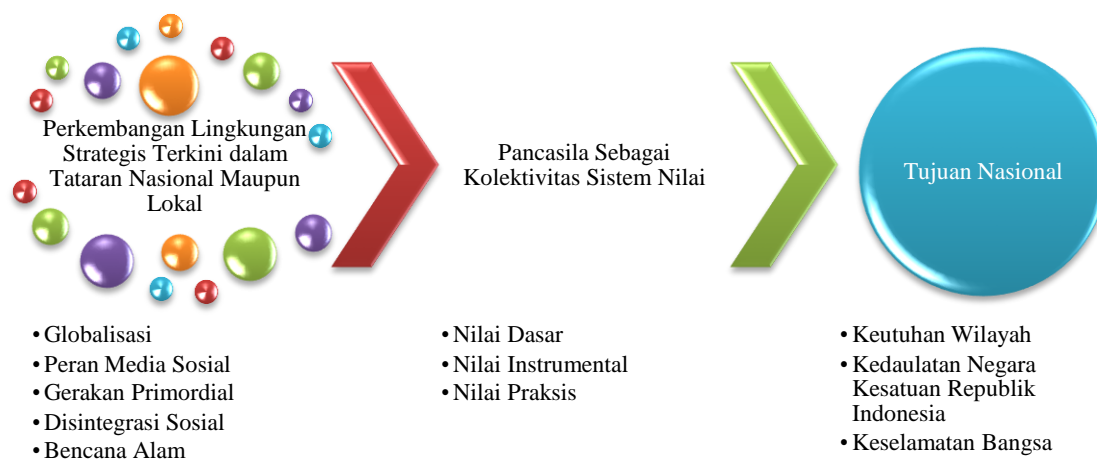 Perkembangan Lingkungan
Strategis Terkini dalam
Tataran Nasional Maupun
Lokal
• Globalisasi
• Peran Media Sosial
• Gerakan Primordial
• Disintegrasi Sosial
• Bencana Alam
Pancasila Sebagai
Kolektivitas Sistem Nilai
• Nilai Dasar
• Nilai Instrumental
• Nilai Praksis
Tujuan Nasional
• Keutuhan Wilayah
• Kedaulatan Negara
Kesatuan Republik
Indonesia
• Keselamatan Bangsa